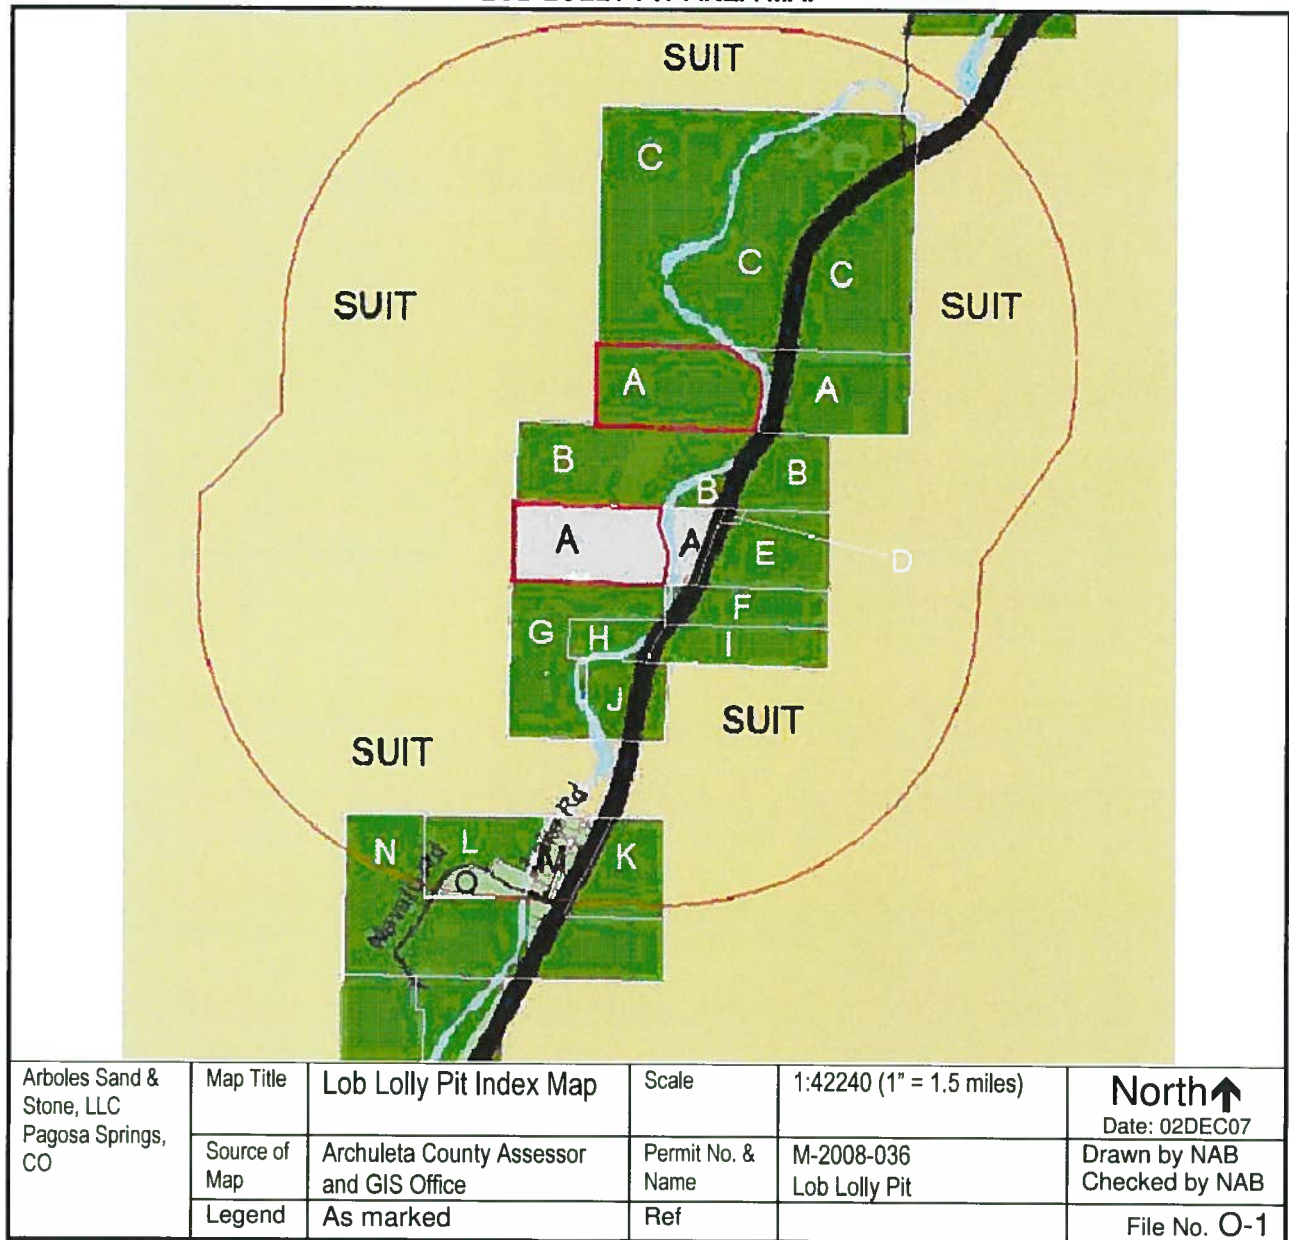 SUIT
C
SUIT
C
C
SUIT
A
A
B
B
B
A
A
E
D
F
G
H
I
J
SUIT
SUIT
Rd
N
L
M
K
O
Arboles Sand &
Stone, LLC
Pagosa Springs,
CO
Map Title
Lob Lolly Pit Index Map
Scale
1:42240 (1" = 1.5 miles)
North
Date: 02DEC07
Source of
Map
Archuleta County Assessor
and GIS Office
Permit No. &
Name
M-2008-036
Lob Lolly Pit
Drawn by NAB
Checked by NAB
Legend
As marked
Ref
File No. O-1